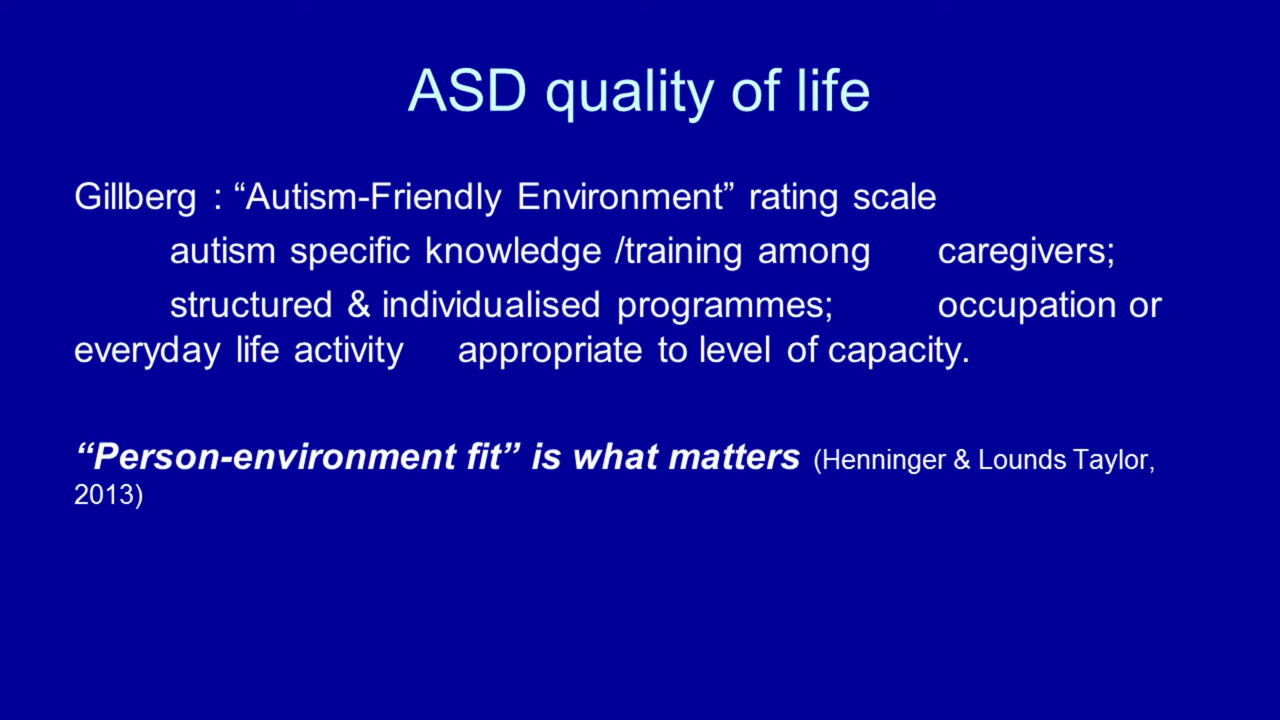 ASD quality of life
Gillberg : “Autism-Friendly Environment” rating scale
autism specific knowledge /training among caregivers;
structured & individualised programmes; occupation or
everyday life activity appropriate to level of capacity.
“Person-environment fit” is what matters (Henninger & Lounds Taylor,
2013)